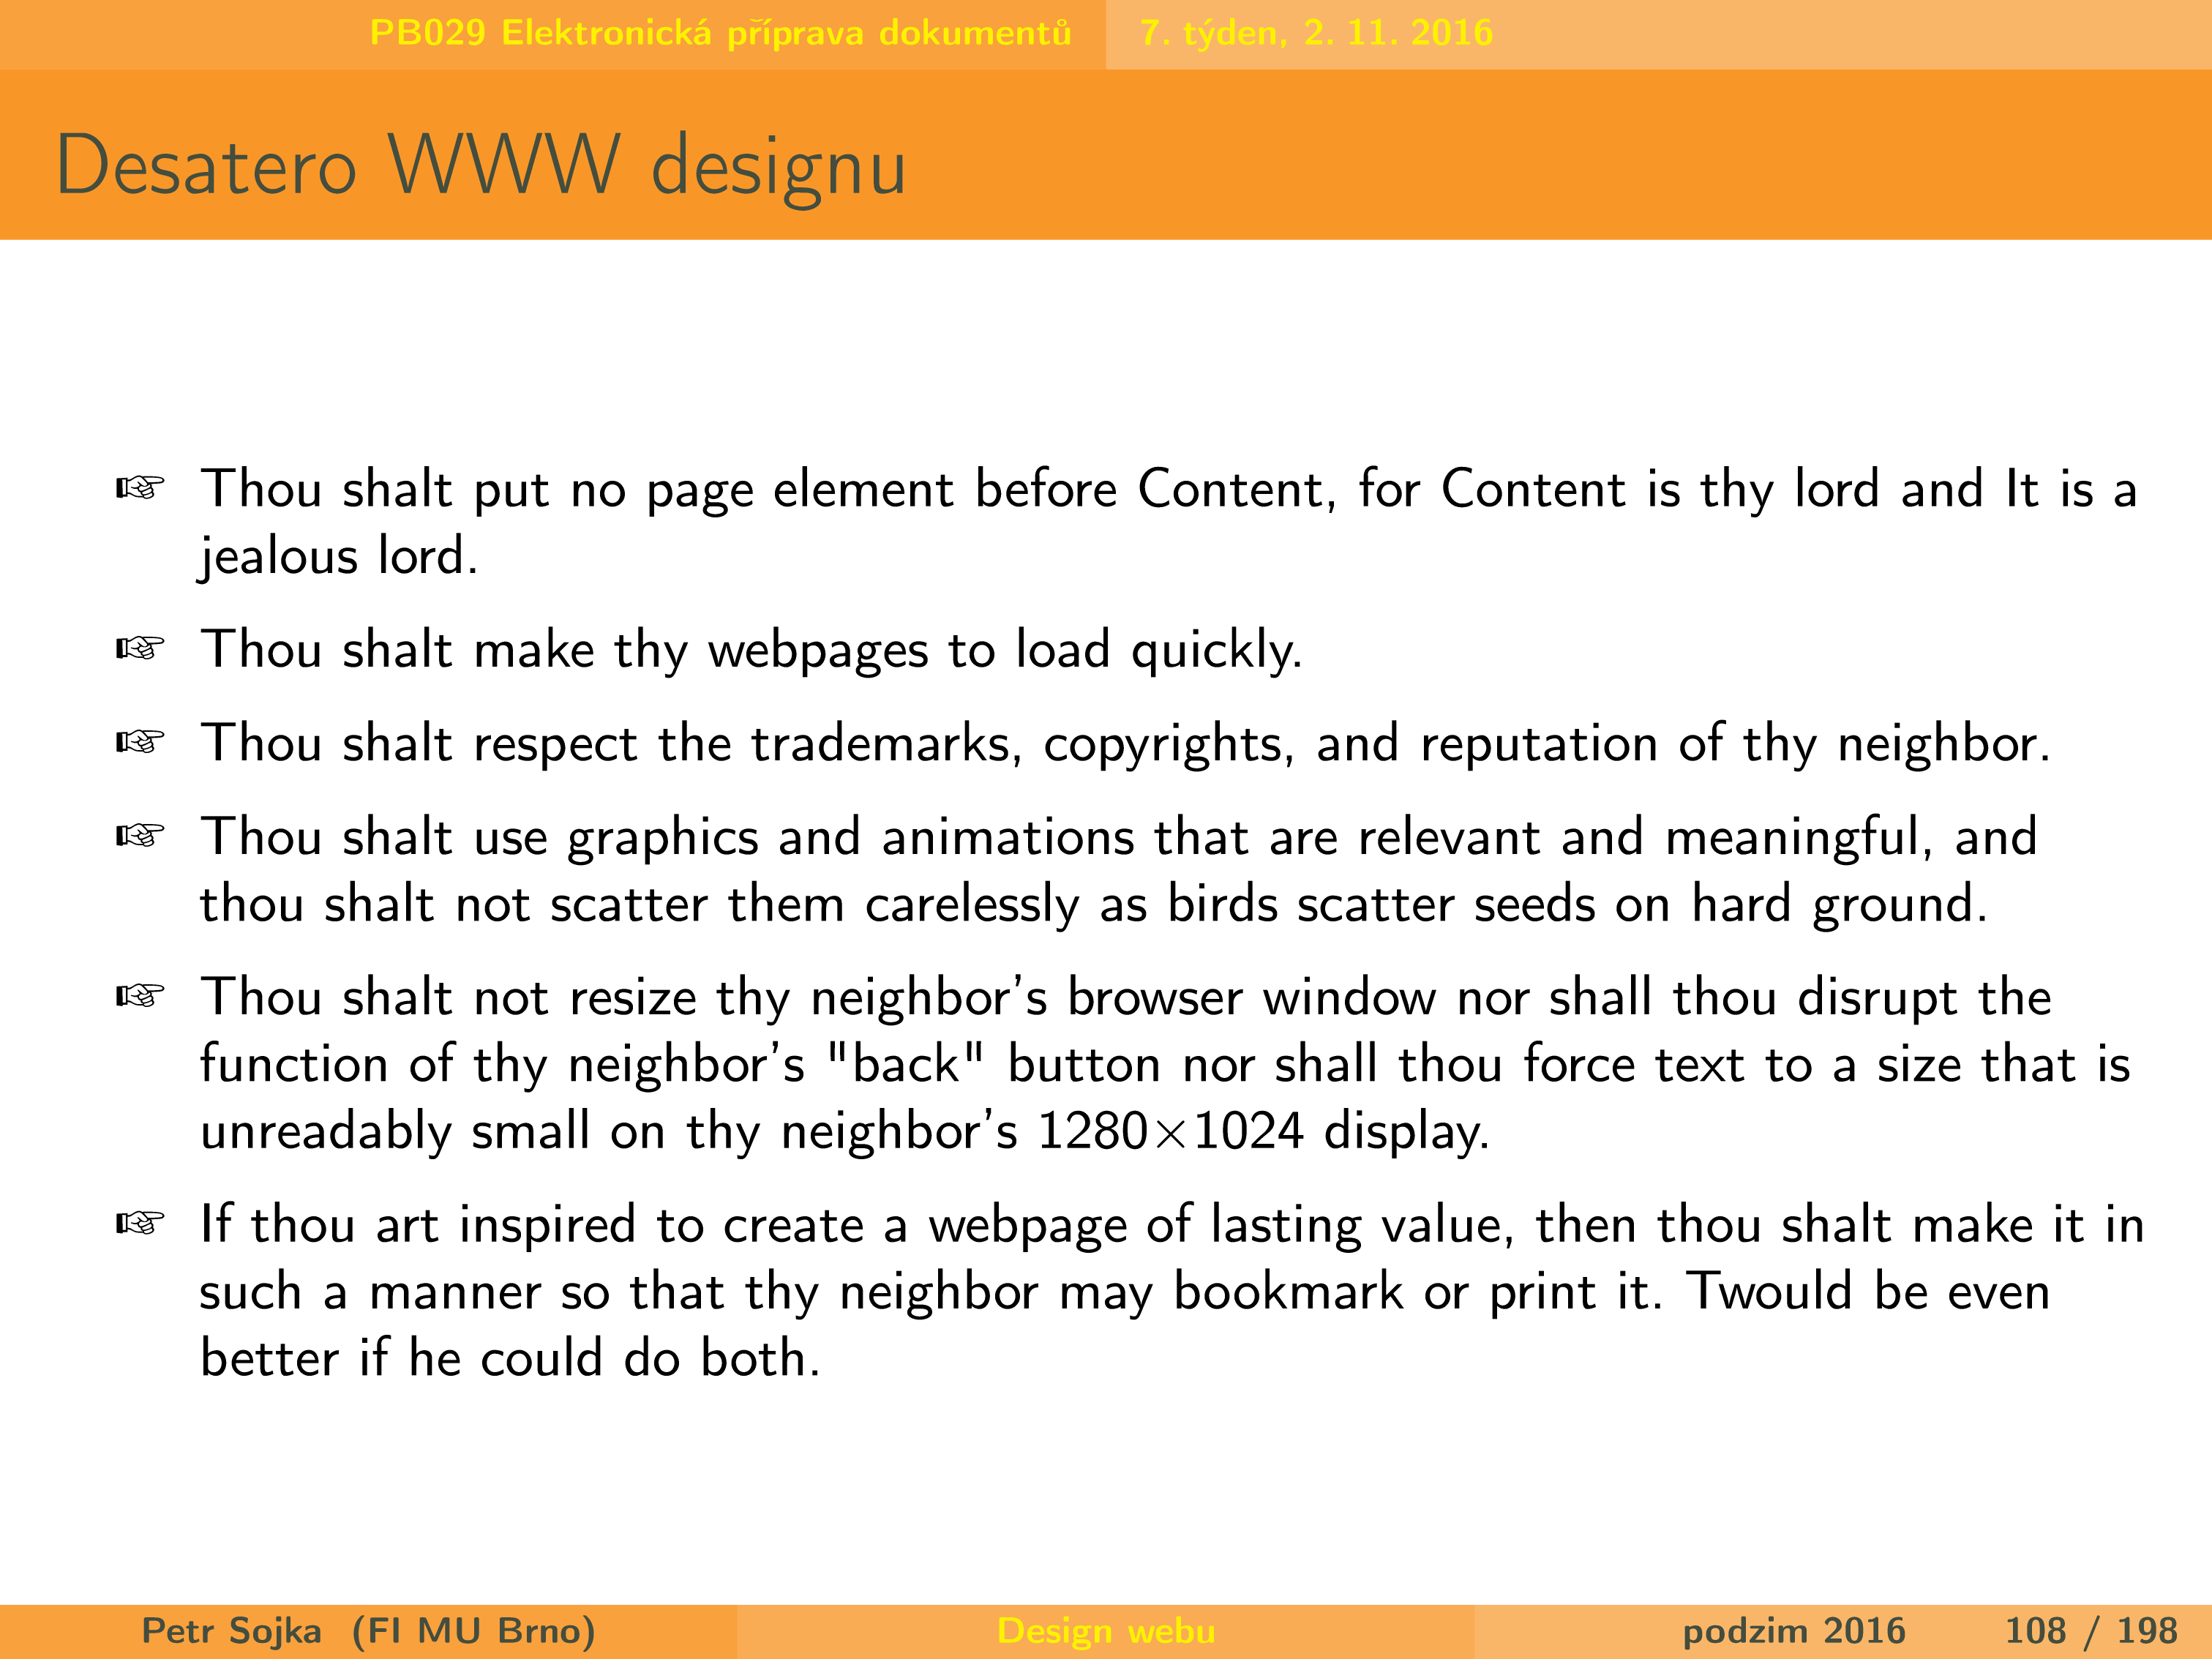 PB029 Elektronická příprava dokumentů 7. týden, 2. 11. 2016
Desatero WWW designu
☞ Thou shalt put no page element before Content, for Content is thy lord and It is a
jealous lord.
☞ Thou shalt make thy webpages to load quickly.
☞ Thou shalt respect the trademarks, copyrights, and reputation of thy neighbor.
☞ Thou shalt use graphics and animations that are relevant and meaningful, and
thou shalt not scatter them carelessly as birds scatter seeds on hard ground.
☞ Thou shalt not resize thy neighbor's browser window nor shall thou disrupt the
function of thy neighbor's "back" button nor shall thou force text to a size that is
unreadably small on thy neighbor's 1280×1024 display.
☞ If thou art inspired to create a webpage of lasting value, then thou shalt make it in
such a manner so that thy neighbor may bookmark or print it. Twould be even
better if he could do both.
Petr Sojka (FI MU Brno) Design webu podzim 2016 108 / 198